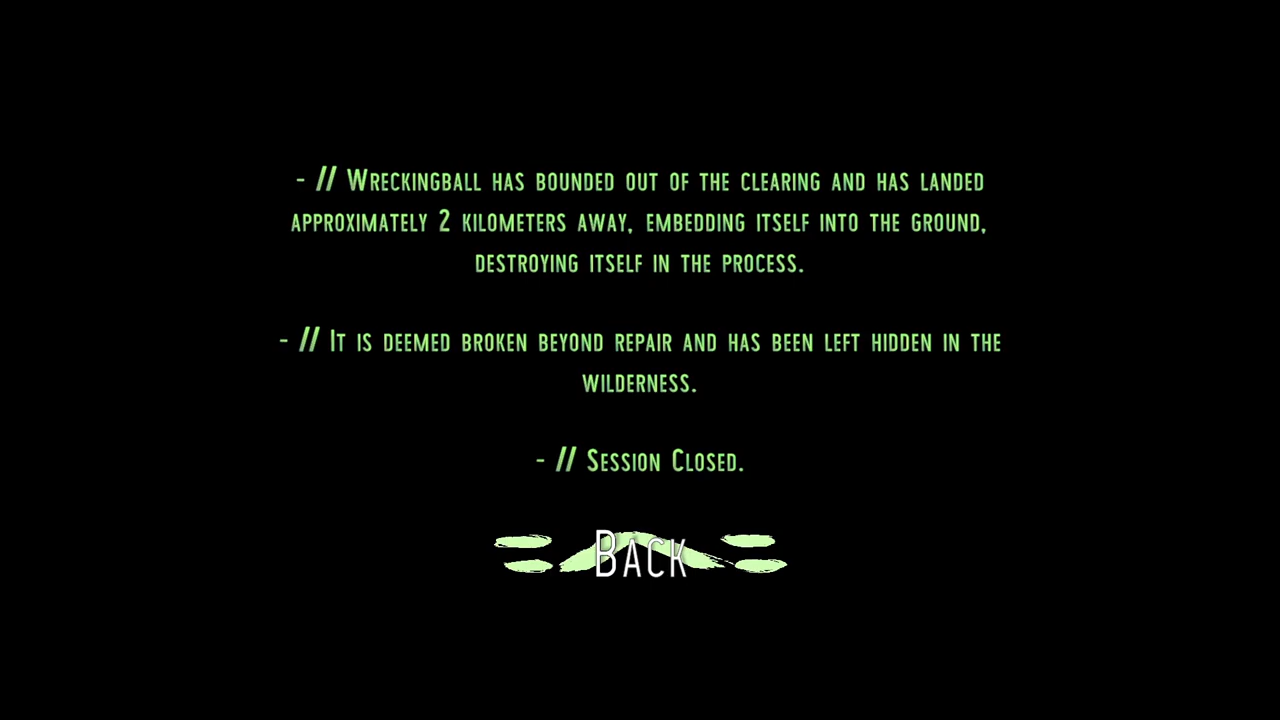 - // Wreckingball has bounded out of the clearing and has landed
approximately 2 kilometers away, embedding itself into the ground,
destroying itself in the process.
- // It is deemed broken beyond repair and has been left hidden in the
wilderness.
- // Session Closed.
Back